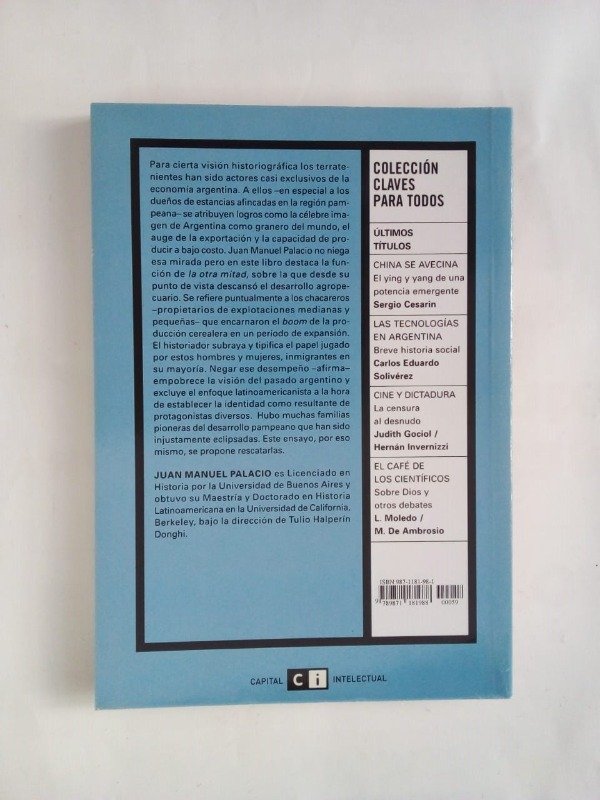 Para cierta visión historiográfica los terrate-
nientes han sido actores casi exclusivos de la
economía argentina. A ellos –en especial a los
dueños de estancias afincadas en la región pam-
peana– se atribuyen logros como la célebre ima-
gen de Argentina como granero del mundo, el
auge de la exportación y la capacidad de produ-
cir a bajo costo. Juan Manuel Palacio no niega
esa mirada pero en este libro destaca la fun-
ción de la otra mitad, sobre la que desde su
punto de vista descansó el desarrollo agrope-
cuario. Se refiere puntualmente a los chacareros
–propietarios de explotaciones medianas y
pequeñas– que encarnaron el boom de la pro-
ducción cerealera en un período de expansión.
El historiador subraya y tipifica el papel jugado
por estos hombres y mujeres, inmigrantes en
su mayoría. Negar ese desempeño –afirma–
empobrece la visión del pasado argentino y
excluye el enfoque latinoamericanista a la hora
de establecer la identidad como resultante de
protagonistas diversos. Hubo muchas familias
pioneras del desarrollo pampeano que han sido
injustamente eclipsadas. Este ensayo, por eso
mismo, se propone rescatarlas.
JUAN MANUEL PALACIO es Licenciado en
Historia por la Universidad de Buenos Aires y
obtuvo su Maestría y Doctorado en Historia
Latinoamericana en la Universidad de California,
Berkeley, bajo la dirección de Tulio Halperin
Donghi.
COLECCIÓN
CLAVES
PARA TODOS
ÚLTIMOS
TÍTULOS
CHINA SE AVECINA
El ying y yang de una
potencia emergente
Sergio Cesarin
LAS TECNOLOGÍAS
EN ARGENTINA
Breve historia social
Carlos Eduardo
Solivérez
CINE Y DICTADURA
La censura
al desnudo
Judith Gociol /
Hernán Invernizzi
EL CAFÉ DE
LOS CIENTÍFICOS
Sobre Dios y
otros debates
L. Moledo /
M. De Ambrosio
ISBN 987-1181-98-1
9 789871 181988 00059
CAPITAL Ci INTELECTUAL